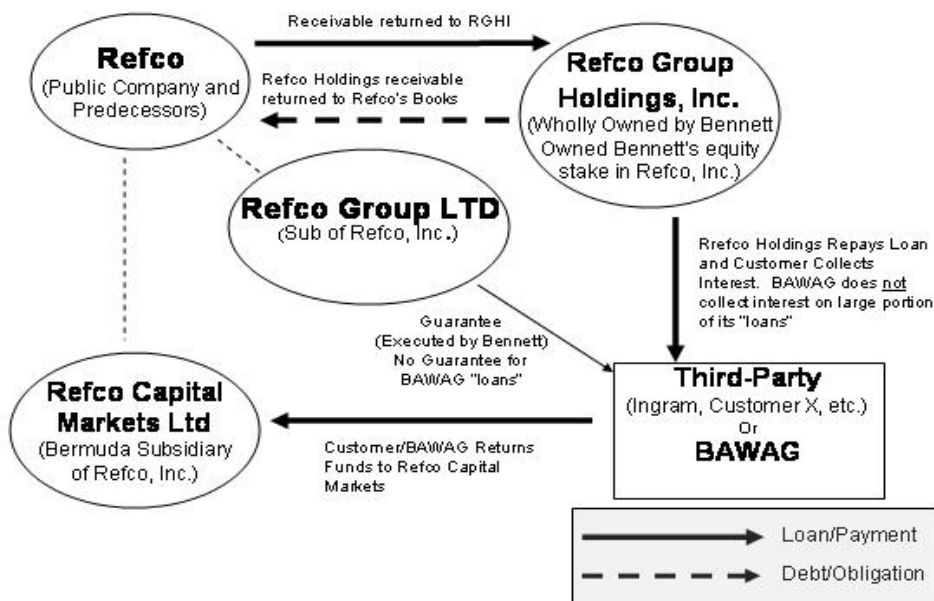 Receivable returned to RGHI
Refco
(Public Company and
Predecessors)
Refco Holdings receivable
returned to Refco's Books
Refco Group
Holdings, Inc.
(Wholly Owned by Bennett
Owned Bennett's equity
stake in Refco, Inc.)
Refco Group LTD
(Sub of Refco, Inc.)
Rrefco Holdings Repays Loan
and Customer Collects
Interest. BAWAG does not
collect interest on large portion
of its "loans"
Guarantee
(Executed by Bennett)
No Guarantee for
BAWAG "loans"
Refco Capital
Markets Ltd
(Bermuda Subsidiary
of Refco, Inc.)
Third-Party
(Ingram, Customer X, etc.)
Or
BAWAG
Customer/BAWAG Returns
Funds to Refco Capital
Markets
Loan/Payment
Debt/Obligation